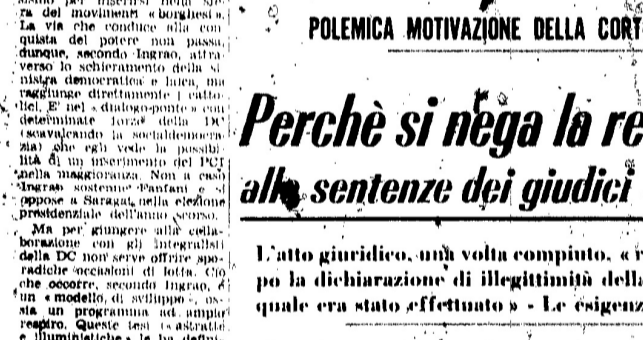 ra del movimenti «borghesi».
La via che conduce alla con-
quista del potere non passa,
dunque, secondo Ingrao, attra-
verso lo schieramento della si-
nistra democratica e laica, ma
raggiunge direttamente i catto-
lici. E' nel «dialogo-ponte» con
determinate forze della DC
(scavalcando la socialdemocra-
zia) che egli vede la possibi-
lità di un inserimento del PCI
nella maggioranza. Non a caso
Ingrao sostenne Fanfani e si
oppose a Saragat nella elezione
presidenziale dell'anno scorso.
Ma per giungere alla colla-
borazione con gli integralisti
della DC non serve offrire spo-
radiche occasioni di lotta. Ciò
che occorre, secondo Ingrao, è
un «modello di sviluppo», os-
sia un programma ad ampio
respiro. Queste tesi («astratte
e illuministiche» le ha defini-
POLEMICA MOTIVAZIONE DELLA CORT
Perchè si nega la re
alle sentenze dei giudici
L'atto giuridico, una volta compiuto, «
po la dichiarazione di illegittimità della
quale era stato effettuato» - Le esigenz